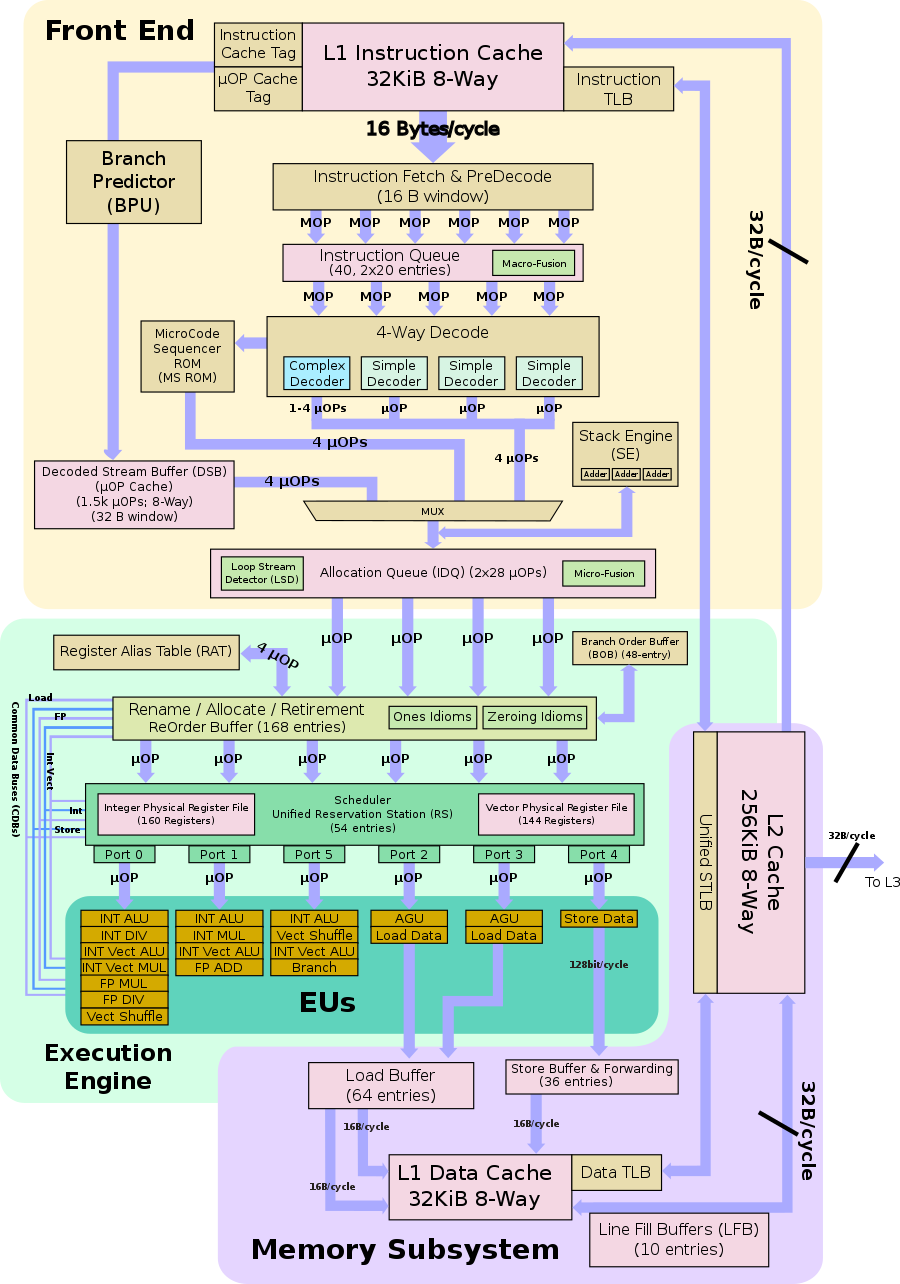 Front End
Instruction
Cache Tag
µOP Cache
Tag
L1 Instruction Cache
32KiB 8-Way
Instruction
TLB
16 Bytes/cycle
Branch
Predictor
(BPU)
Instruction Fetch & PreDecode
(16 B window)
MOP MOP MOP MOP MOP MOP
Instruction Queue
(40, 2x20 entries)
Macro-Fusion
MOP MOP MOP MOP MOP
32B/cycle
MicroCode
Sequencer
ROM
(MS ROM)
4-Way Decode
Complex
Decoder
Simple
Decoder
Simple
Decoder
Simple
Decoder
1-4 µOPs µOP µOP µOP
4 µOPs
4 µOPs
Stack Engine
(SE)
Adder Adder Adder
Decoded Stream Buffer (DSB)
(µOP Cache)
(1.5k µOPs; 8-Way)
(32 B window)
4 µOPs
MUX
Loop Stream
Detector (LSD)
Allocation Queue (IDQ) (2x28 µOPs)
Micro-Fusion
µOP µOP µOP µOP
Register Alias Table (RAT)
4 µOP
Branch Order Buffer
(BOB) (48-entry)
Rename / Allocate / Retirement
ReOrder Buffer (168 entries)
Ones Idioms
Zeroing Idioms
Load
FP
Common Data Buses (CDBs)
Int Vect
Int
Store
µOP µOP µOP µOP µOP µOP
Integer Physical Register File
(160 Registers)
Scheduler
Unified Reservation Station (RS)
(54 entries)
Vector Physical Register File
(144 Registers)
Port 0 Port 1 Port 5 Port 2 Port 3 Port 4
µOP µOP µOP µOP µOP µOP
INT ALU
INT DIV
INT Vect ALU
INT Vect MUL
FP MUL
FP DIV
Vect Shuffle
INT ALU
INT MUL
INT Vect ALU
FP ADD
INT ALU
Vect Shuffle
INT Vect ALU
Branch
AGU
Load Data
AGU
Load Data
Store Data
128bit/cycle
EUs
Execution
Engine
Unified STLB
L2 Cache
256KiB 8-Way
32B/cycle
To L3
Load Buffer
(64 entries)
Store Buffer & Forwarding
(36 entries)
16B/cycle
16B/cycle
16B/cycle
32B/cycle
L1 Data Cache
32KiB 8-Way
Data TLB
Line Fill Buffers (LFB)
(10 entries)
Memory Subsystem